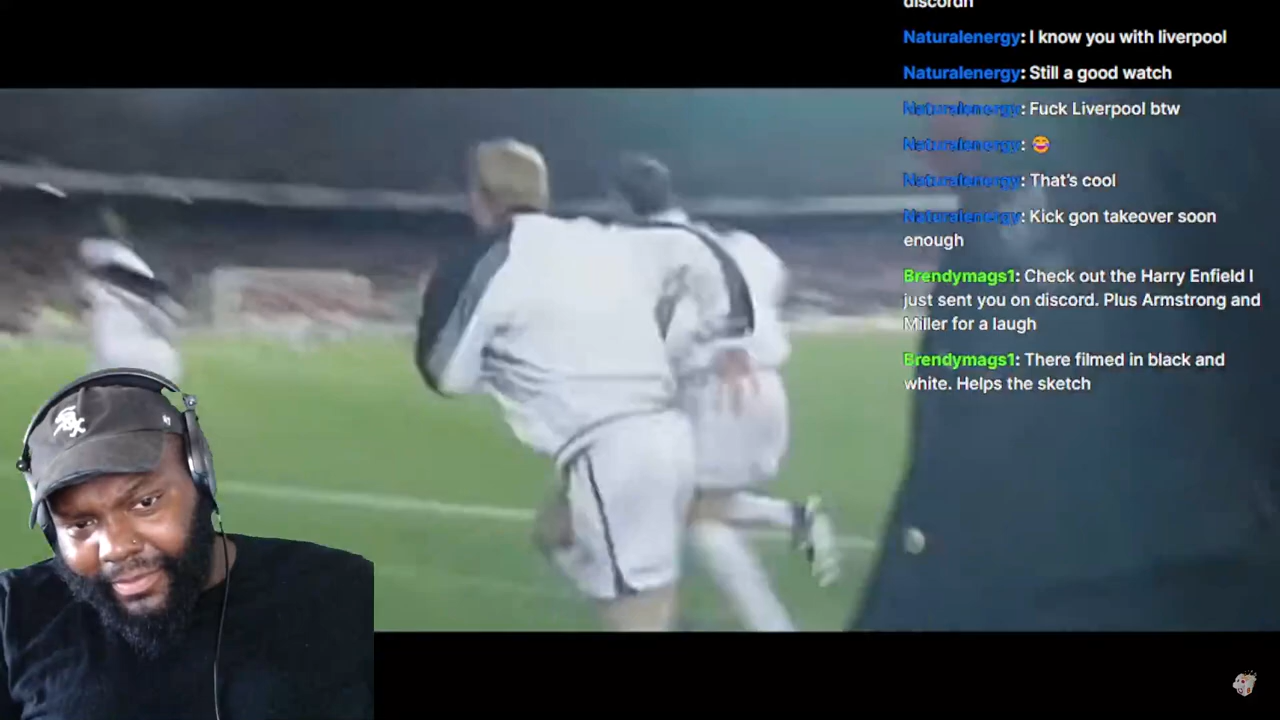 discordn
Naturalenergy: I know you with liverpool
Naturalenergy: Still a good watch
Naturalenergy: Fuck Liverpool btw
Naturalenergy: 😂
Naturalenergy: That's cool
Naturalenergy: Kick gon takeover soon
enough
Brendymags1: Check out the Harry Enfield I
just sent you on discord. Plus Armstrong and
Miller for a laugh
Brendymags1: There filmed in black and
white. Helps the sketch
Sox